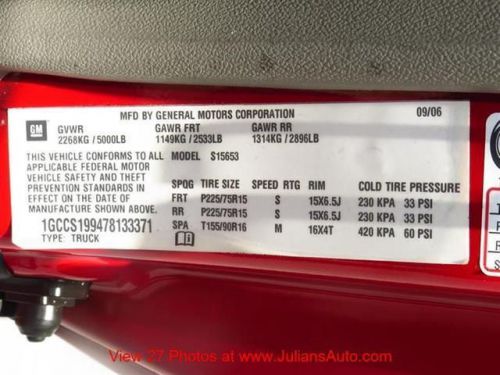 MFD BY GENERAL MOTORS CORPORATION 09/06
GM GVWR GAWR FRT GAWR RR
2268KG / 5000LB 1149KG / 2533LB 1314KG / 2896LB
THIS VEHICLE CONFORMS TO ALL MODEL S15653
APPLICABLE FEDERAL MOTOR
VEHICLE SAFETY AND THEFT
PREVENTION STANDARDS IN
EFFECT ON THE DATE OF
MANUFACTURE SHOWN ABOVE.
1GCCS199478133371
TYPE: TRUCK
SPQG TIRE SIZE SPEED RTG RIM COLD TIRE PRESSURE
FRT P225/75R15 S 15X6.5J 230 KPA 33 PSI
RR P225/75R15 S 15X6.5J 230 KPA 33 PSI
SPA T155/90R16 M 16X4T 420 KPA 60 PSI
View 27 Photos at www.JuliansAuto.com